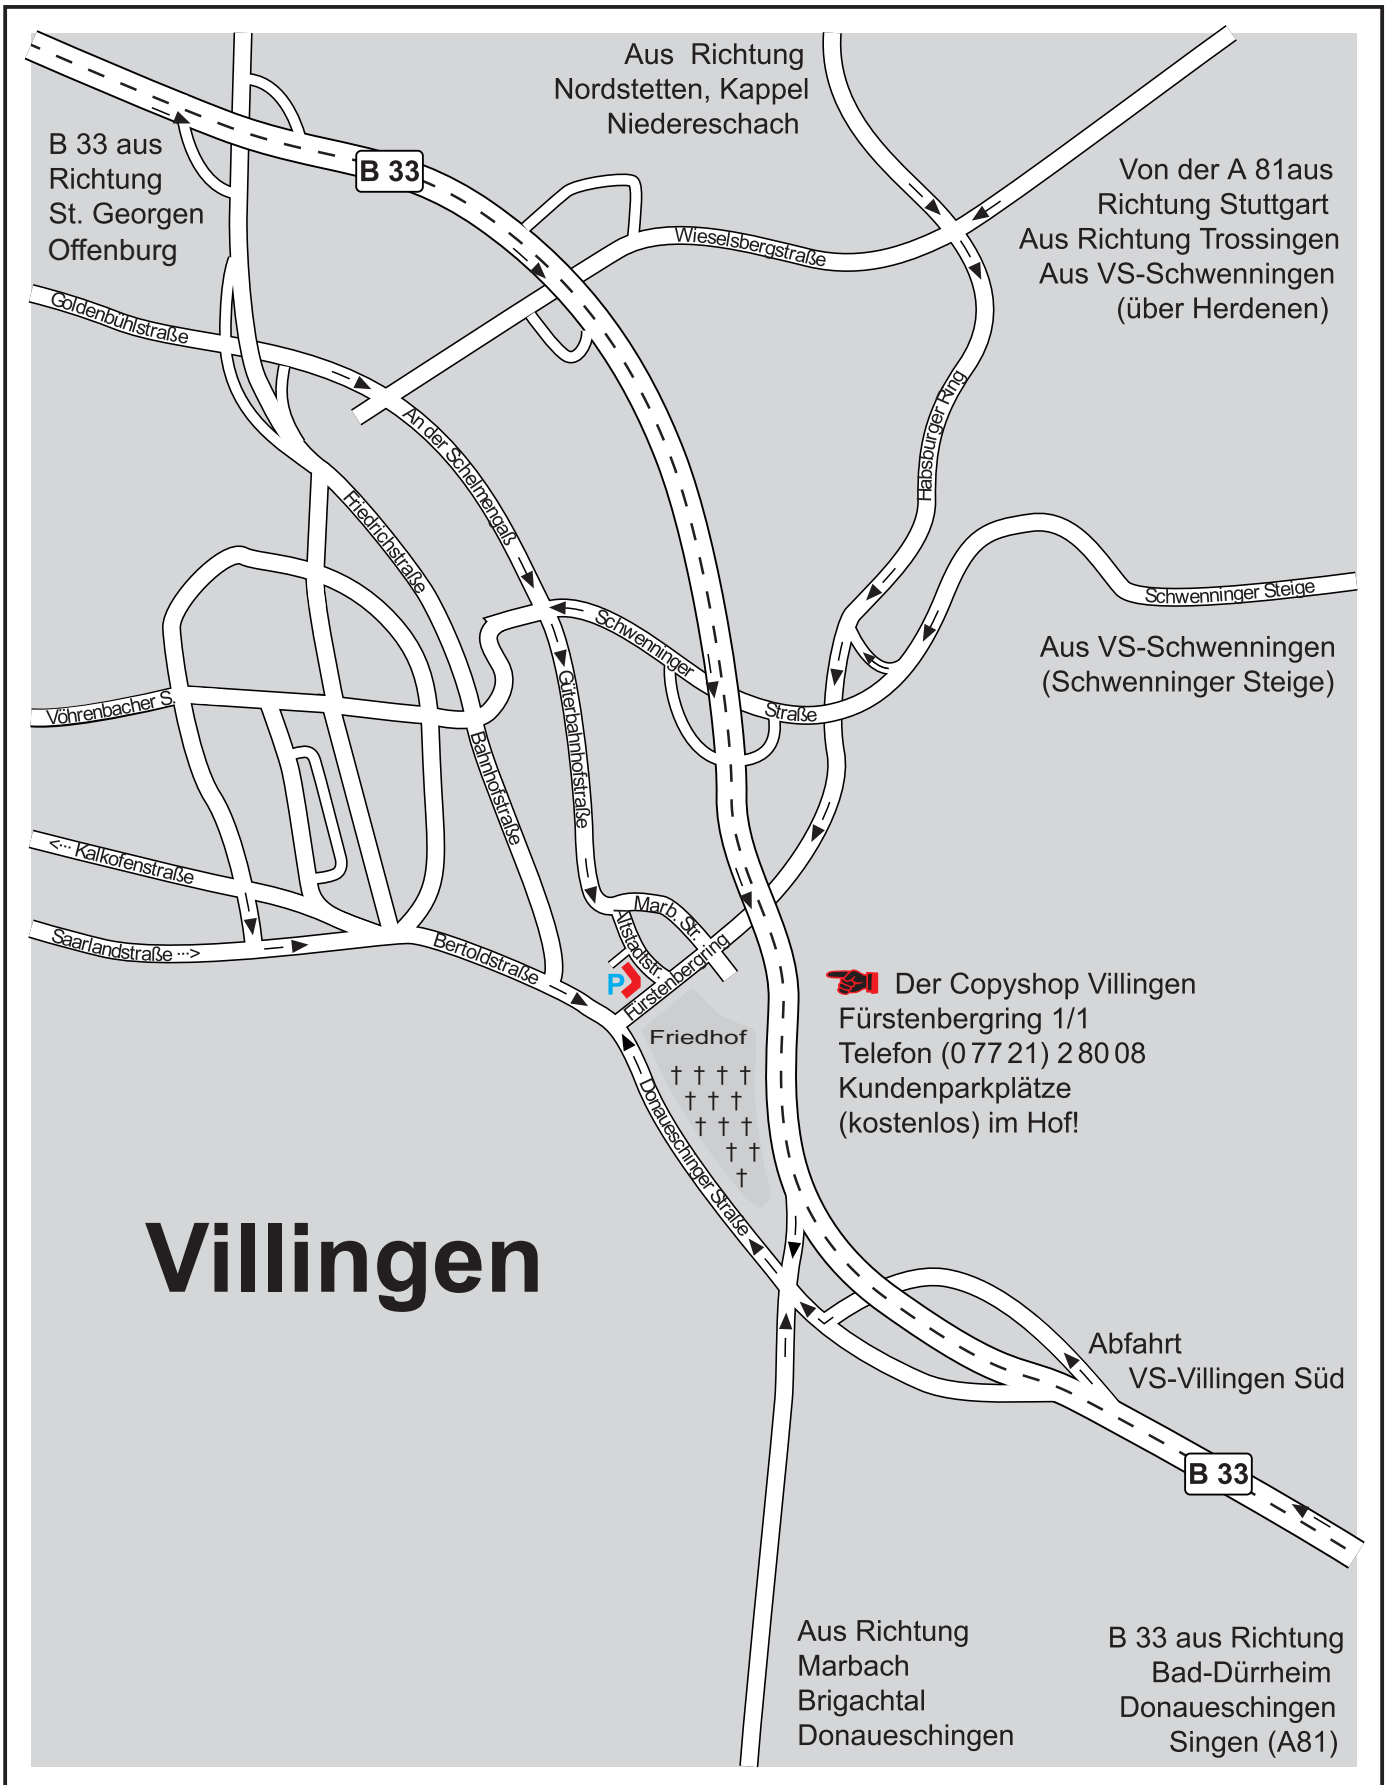 Aus Richtung
Nordstetten, Kappel
Niedereschach
B 33 aus
Richtung
St. Georgen
Offenburg
B 33
Von der A 81aus
Richtung Stuttgart
Aus Richtung Trossingen
Aus VS-Schwenningen
(über Herdenen)
Wieselsbergstraße
Goldenbühlstraße
An der Schelmengaß
Habsburger Ring
Friedrichstraße
Schwenninger Steige
Schwenninger
Straße
Aus VS-Schwenningen
(Schwenninger Steige)
Vöhrenbacher S.
Güterbahnhofstraße
Bahnhofstraße
<··· Kalkofenstraße
Saarlandstraße ···>
Bertoldstraße
Marb. Str.
Altstadtstr.
Fürstenbergring
P
Der Copyshop Villingen
Fürstenbergring 1/1
Telefon (0 77 21) 2 80 08
Kundenparkplätze
(kostenlos) im Hof!
Friedhof
Donaueschinger Straße
Villingen
Abfahrt
VS-Villingen Süd
B 33
Aus Richtung
Marbach
Brigachtal
Donaueschingen
B 33 aus Richtung
Bad-Dürrheim
Donaueschingen
Singen (A81)